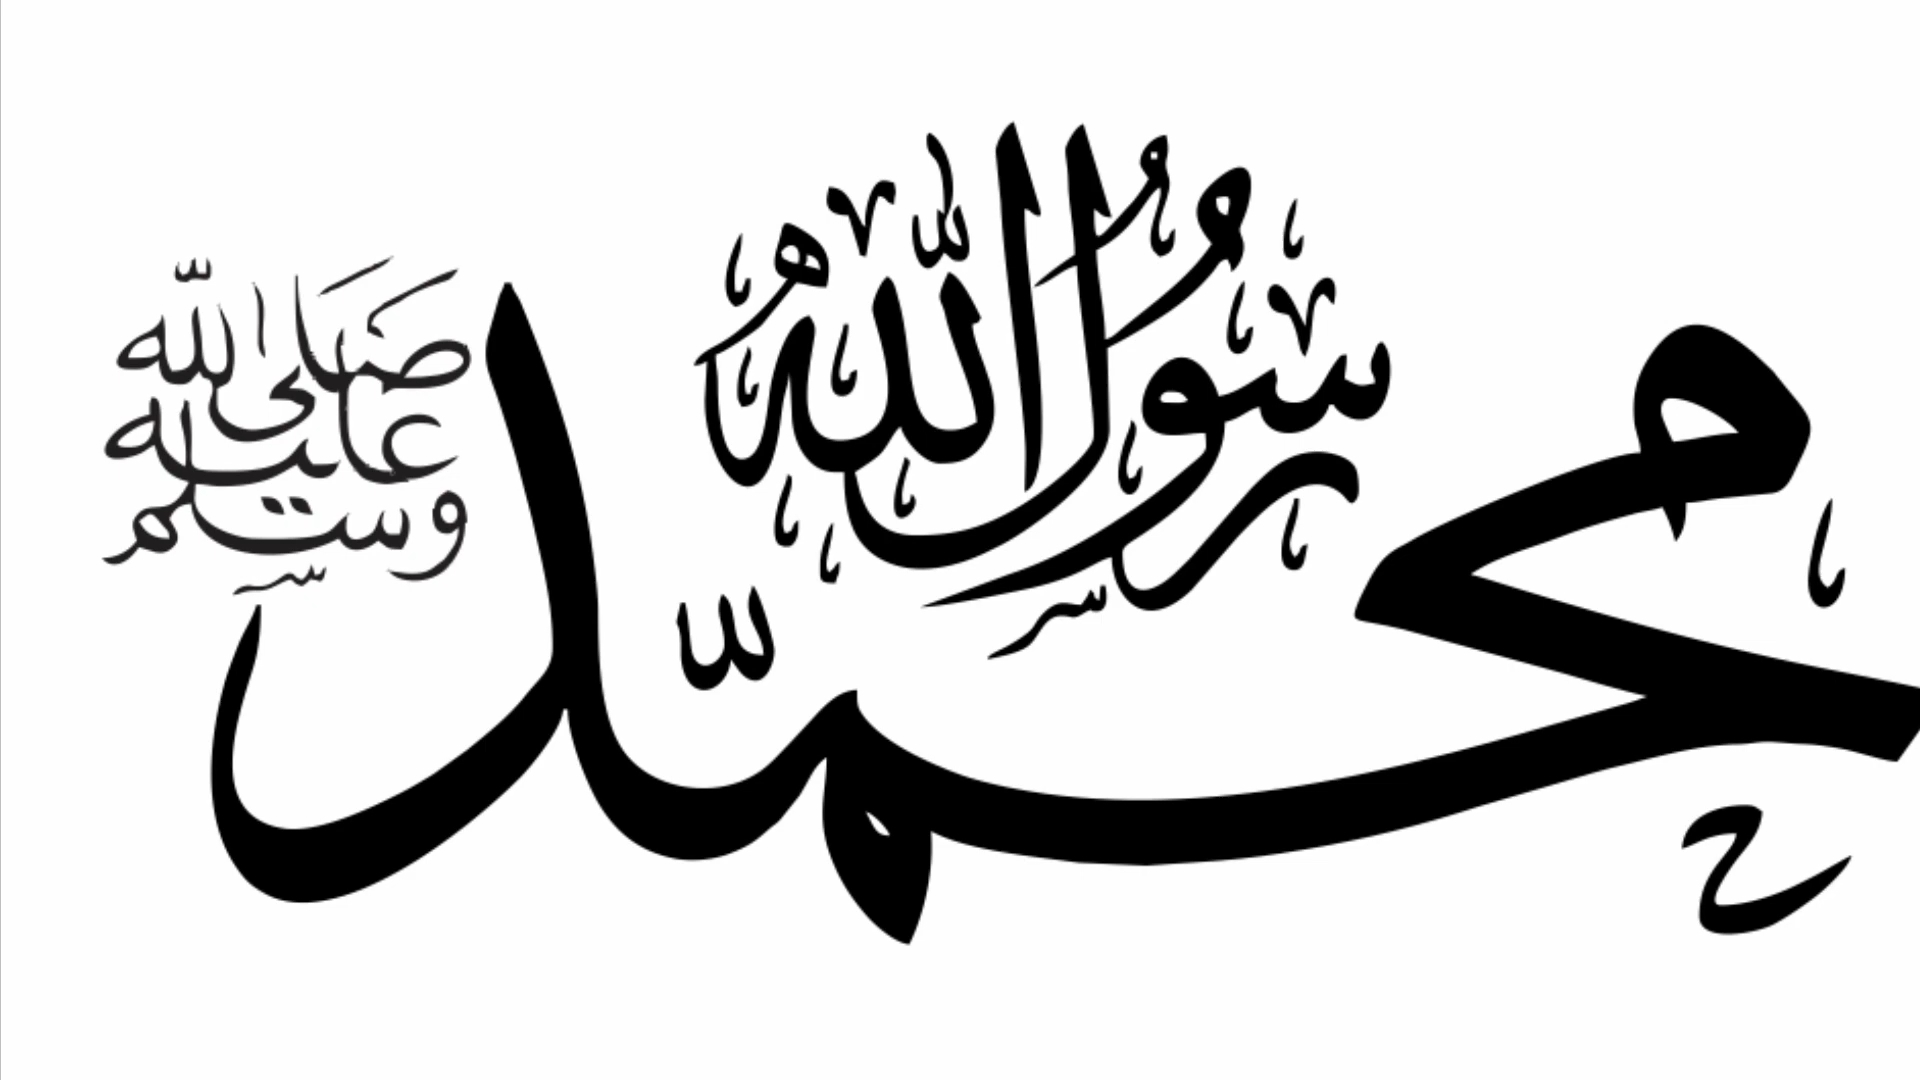 محمد
رسول الله
صلى الله
عليه
وسلم